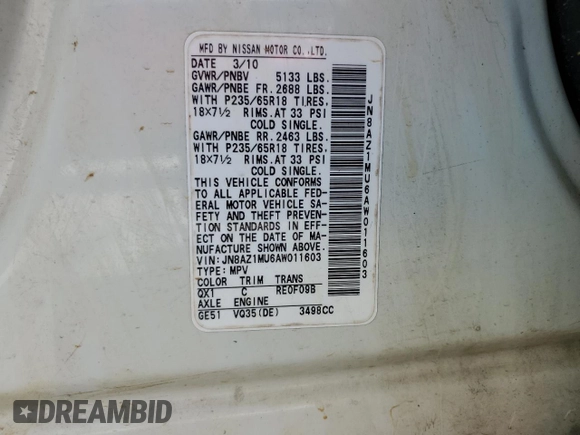 MFD BY NISSAN MOTOR CO.,LTD.
DATE 3/10
GVWR/PNBV 5133 LBS.
GAWR/PNBE FR. 2688 LBS.
WITH P235/65R18 TIRES,
18X7½ RIMS.AT 33 PSI
COLD SINGLE.
GAWR/PNBE RR. 2463 LBS.
WITH P235/65R18 TIRES,
18X7½ RIMS.AT 33 PSI
COLD SINGLE.
THIS VEHICLE CONFORMS
TO ALL APPLICABLE FED-
ERAL MOTOR VEHICLE SA-
FETY AND THEFT PREVEN-
TION STANDARDS IN EFF-
ECT ON THE DATE OF MA-
NUFACTURE SHOWN ABOVE.
VIN: JN8AZ1MU6AW011603
TYPE: MPV
COLOR TRIM TRANS
QX1 C RE0F09B
AXLE ENGINE
GE51 VQ35(DE) 3498CC
JN8AZ1MU6AW011603
DREAMBID